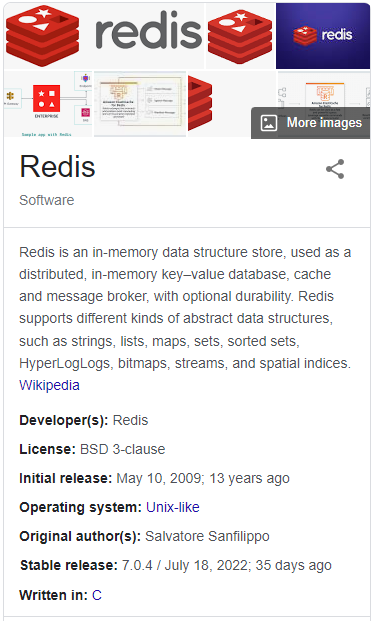 redis
redis
ENTERPRISE
Sample app with Redis
More images
Redis
Software
Redis is an in-memory data structure store, used as a
distributed, in-memory key–value database, cache
and message broker, with optional durability. Redis
supports different kinds of abstract data structures,
such as strings, lists, maps, sets, sorted sets,
HyperLogLogs, bitmaps, streams, and spatial indices.
Wikipedia
Developer(s): Redis
License: BSD 3-clause
Initial release: May 10, 2009; 13 years ago
Operating system: Unix-like
Original author(s): Salvatore Sanfilippo
Stable release: 7.0.4 / July 18, 2022; 35 days ago
Written in: C